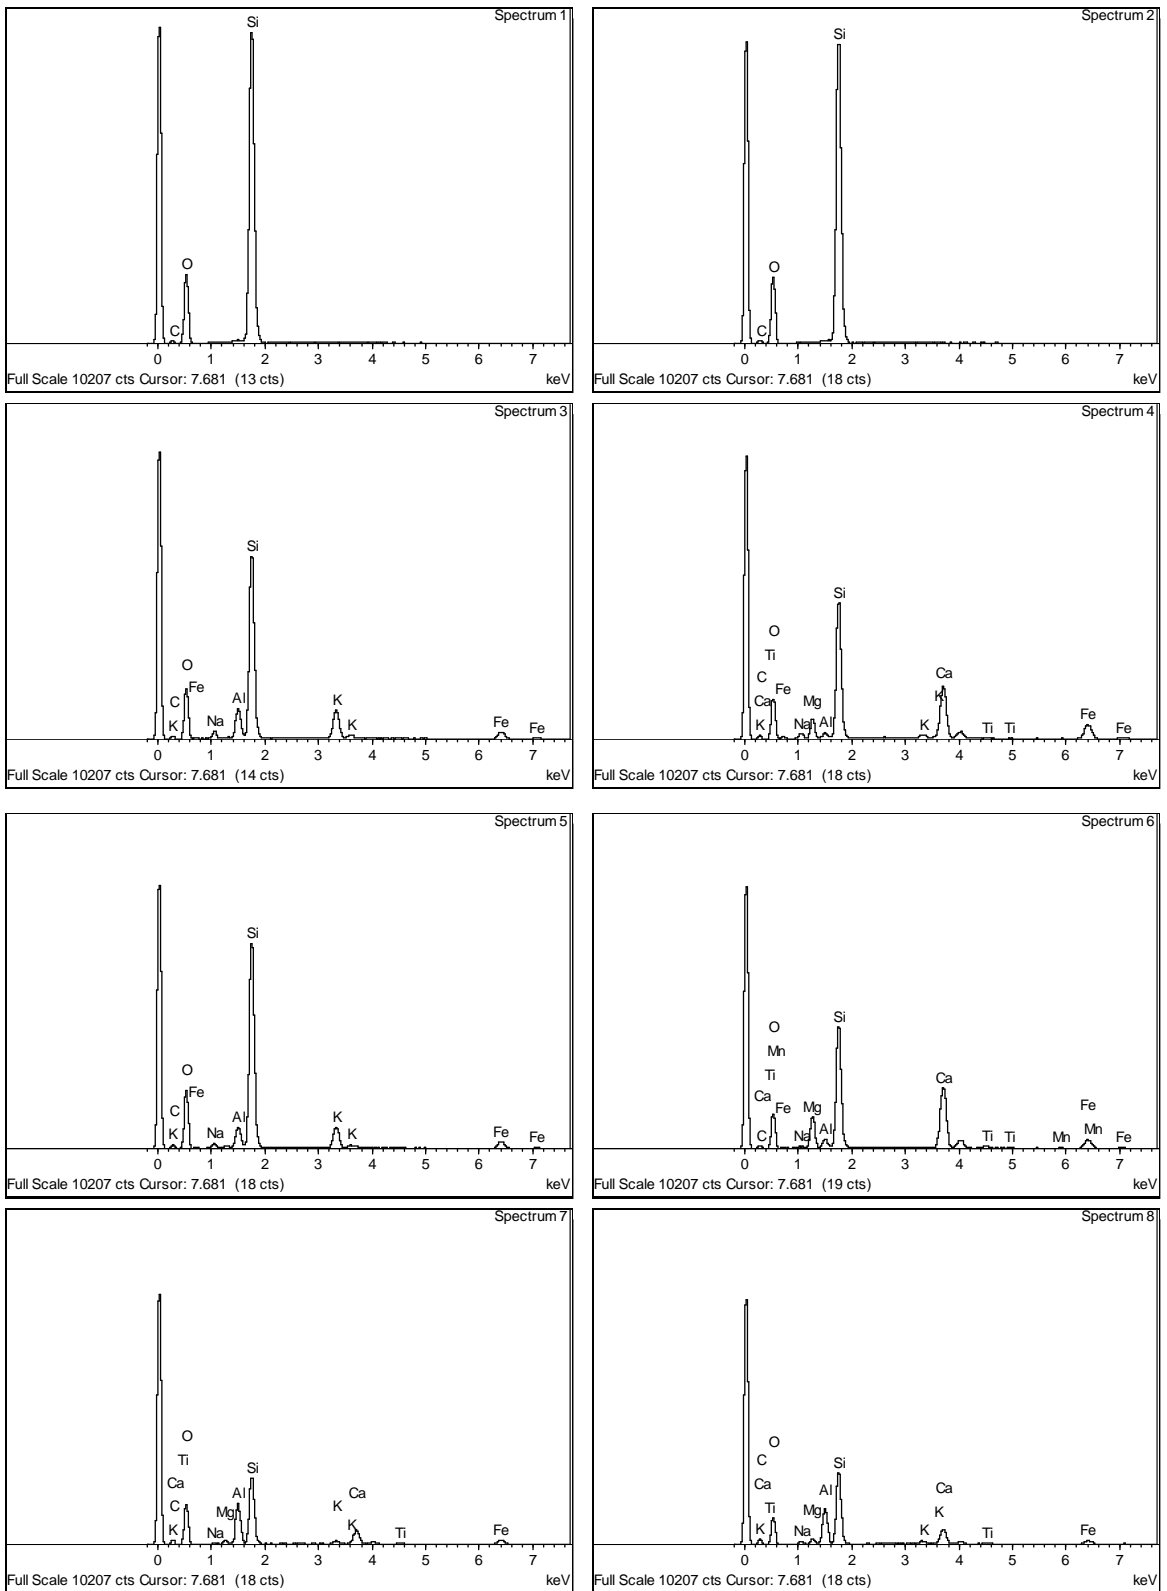 Spectrum 1
Si
O
C
0 1 2 3 4 5 6 7
Full Scale 10207 cts Cursor: 7.681 (13 cts) keV
Spectrum 2
Si
O
C
0 1 2 3 4 5 6 7
Full Scale 10207 cts Cursor: 7.681 (18 cts) keV
Spectrum 3
Si
O
C Fe Al K
K Na K Fe Fe
0 1 2 3 4 5 6 7
Full Scale 10207 cts Cursor: 7.681 (14 cts) keV
Spectrum 4
Si
O
Ti
C Ca
Ca Fe Mg K Fe
K Na Al K Ti Ti Fe
0 1 2 3 4 5 6 7
Full Scale 10207 cts Cursor: 7.681 (18 cts) keV
Spectrum 5
Si
O
C Fe Al K
K Na K Fe Fe
0 1 2 3 4 5 6 7
Full Scale 10207 cts Cursor: 7.681 (18 cts) keV
Spectrum 6
Si
O
Mn
Ti Ca
Ca Fe Mg Fe
C Na Al Ti Ti Mn Mn Fe
0 1 2 3 4 5 6 7
Full Scale 10207 cts Cursor: 7.681 (19 cts) keV
Spectrum 7
O
Ti Si
Ca Al Ca
C Mg K
K Na K Ti Fe
0 1 2 3 4 5 6 7
Full Scale 10207 cts Cursor: 7.681 (18 cts) keV
Spectrum 8
O
C Si
Ca Al Ca
Ti Mg K
K Na K Ti Fe
0 1 2 3 4 5 6 7
Full Scale 10207 cts Cursor: 7.681 (18 cts) keV